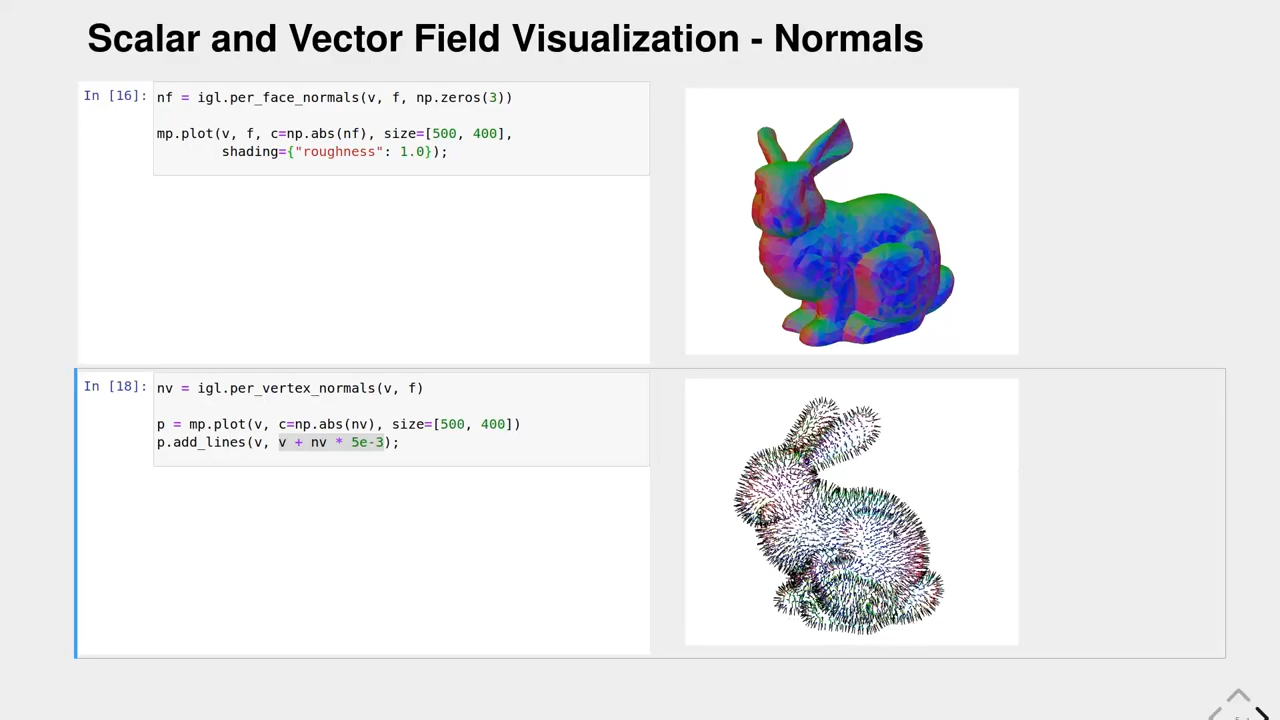 Scalar and Vector Field Visualization - Normals
In [16]: nf = igl.per_face_normals(v, f, np.zeros(3))
mp.plot(v, f, c=np.abs(nf), size=[500, 400],
shading={"roughness": 1.0});
In [18]: nv = igl.per_vertex_normals(v, f)
p = mp.plot(v, c=np.abs(nv), size=[500, 400])
p.add_lines(v, v + nv * 5e-3);